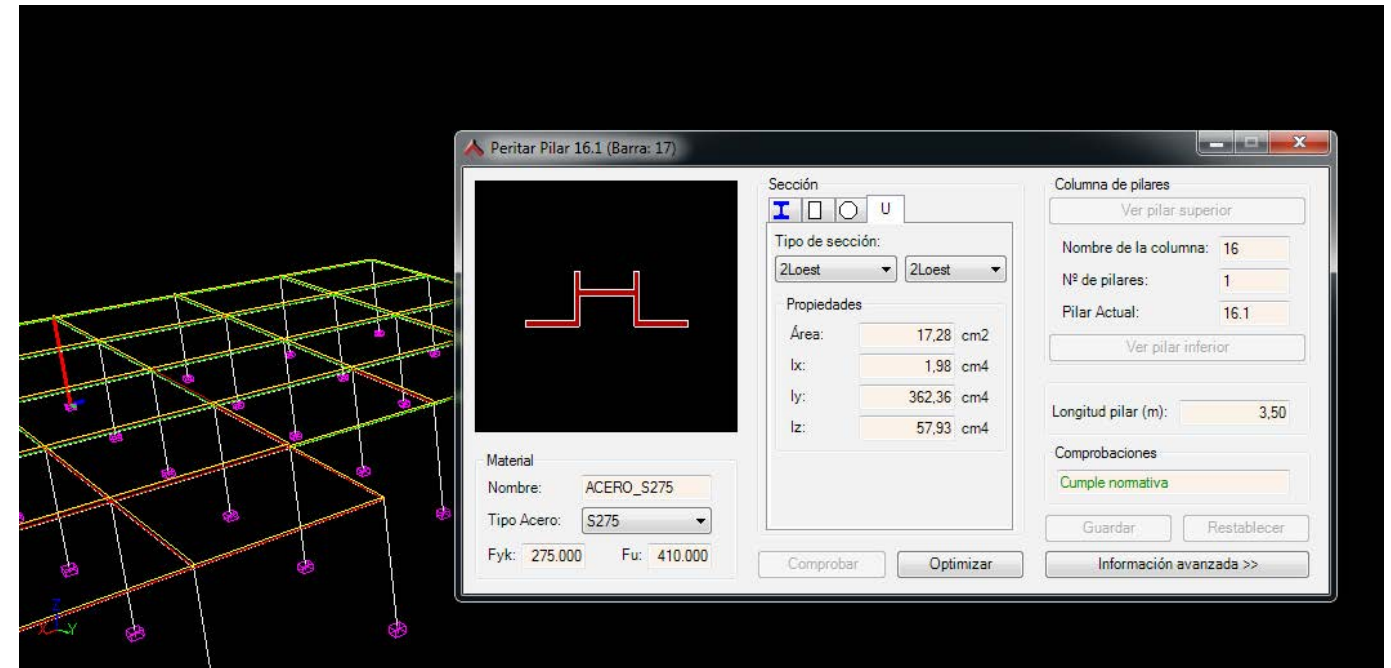 Peritar Pilar 16.1 (Barra: 17)
Sección
U
Tipo de sección:
2Loest
2Loest
Propiedades
Área: 17,28 cm2
Ix: 1,98 cm4
Iy: 362,36 cm4
Iz: 57,93 cm4
Material
Nombre: ACERO_S275
Tipo Acero: S275
Fyk: 275.000 Fu: 410.000
Comprobar
Optimizar
Columna de pilares
Ver pilar superior
Nombre de la columna: 16
Nº de pilares: 1
Pilar Actual: 16.1
Ver pilar inferior
Longitud pilar (m): 3,50
Comprobaciones
Cumple normativa
Guardar
Restablecer
Información avanzada >>
Z
X
Y